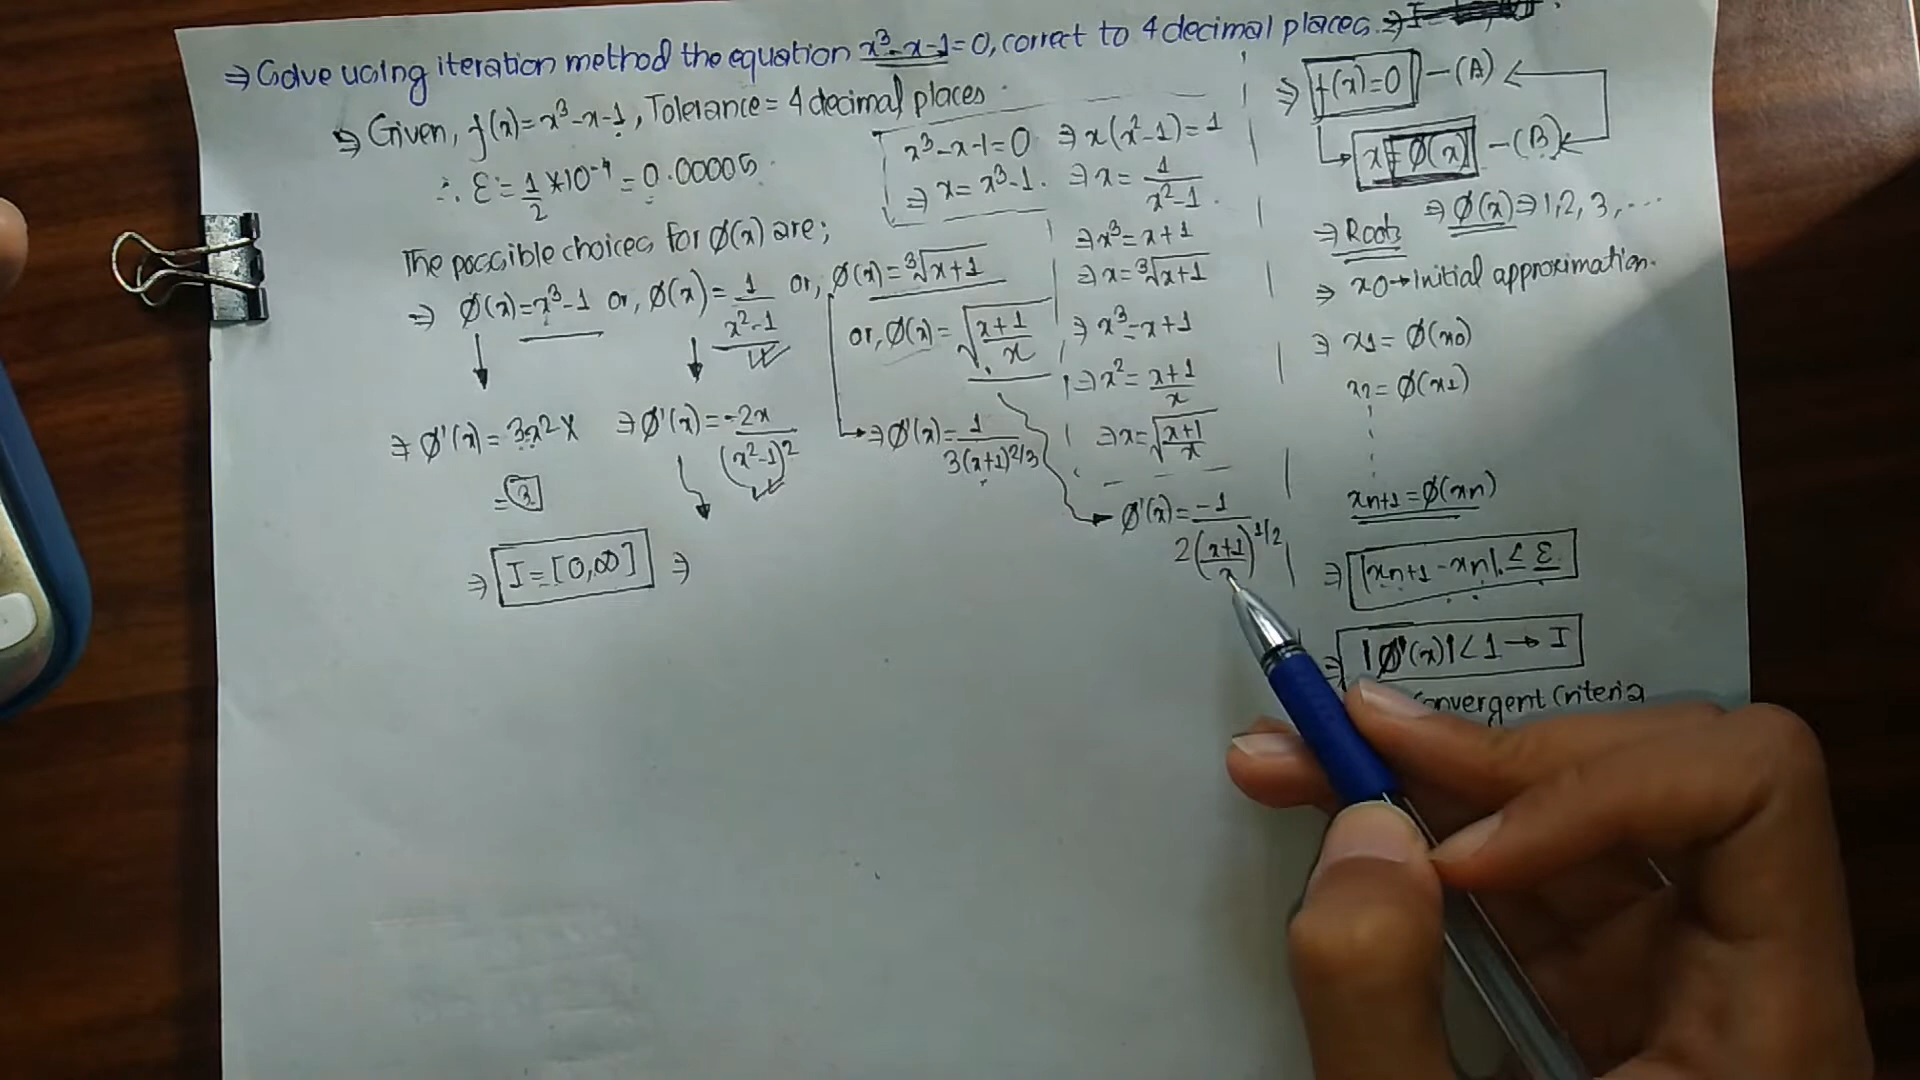 ⇒ Solve using iteration method the equation x³-x-1=0, correct to 4 decimal places.
⇒ Given, f(x)=x³-x-1, Tolerance = 4 decimal places
∴ ε = 1/2 * 10⁻⁴ = 0.00005
The possible choices for Ø(x) are;
⇒ Ø(x)=x³-1 or, Ø(x)=1/(x²-1) or, Ø(x)=∛(x+1)
or, Ø(x)=√((x+1)/x)
⇒ Ø'(x)=3x² X
=3
⇒ Ø'(x)=-2x/(x²-1)²
⇒ Ø'(x)=1/(3(x+1)^2/3)
Ø'(x)=-1/(2((x+1)/x)^1/2)
⇒ I=[0,∞] ⇒
x³-x-1=0
⇒ x=x³-1.
⇒ x(x²-1)=1
⇒ x=1/(x²-1).
⇒ x³=x+1
⇒ x=∛(x+1)
⇒ x³=x+1
⇒ x²=(x+1)/x
⇒ x=√((x+1)/x)
⇒ f(x)=0 -(A)
x=Ø(x) -(B)
⇒ Roots ⇒ Ø(x)⇒1,2,3,...
⇒ x0→Initial approximation.
⇒ x1=Ø(x0)
x2=Ø(x1)
xn+1=Ø(xn)
⇒ |xn+1-xn|≤ε
⇒ |Ø'(x)|<1→I
Convergent Criteria